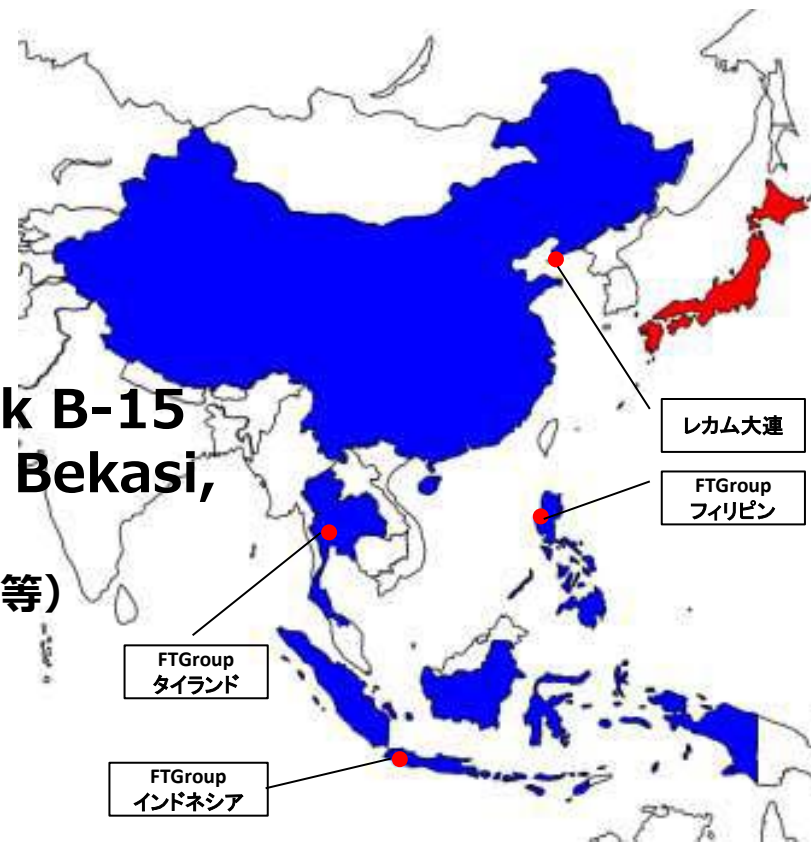 k B-15
Bekasi,
等）
レカム大連
FTGroup
フィリピン
FTGroup
タイランド
FTGroup
インドネシア